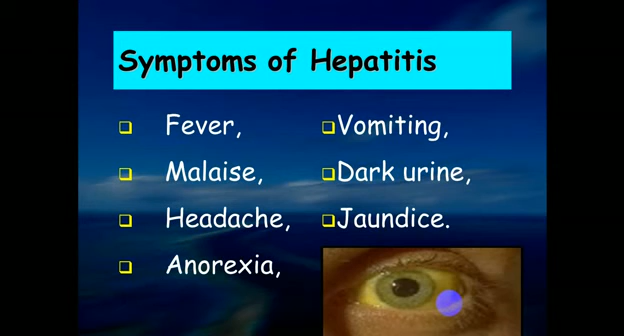 Symptoms of Hepatitis
Fever,
Malaise,
Headache,
Anorexia,
Vomiting,
Dark urine,
Jaundice.